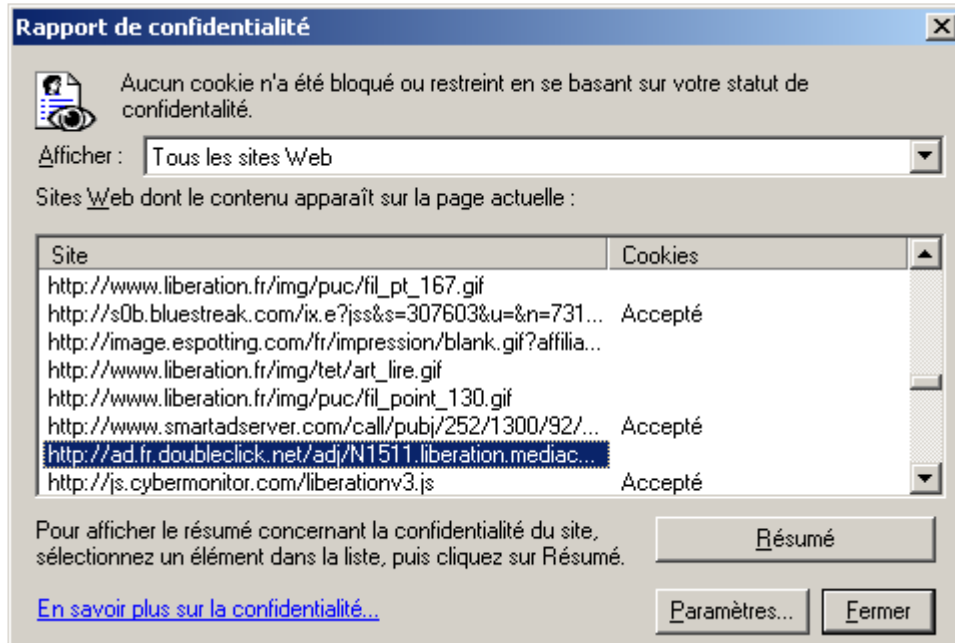 Rapport de confidentialité
Aucun cookie n'a été bloqué ou restreint en se basant sur votre statut de
confidentalité.
Afficher : Tous les sites Web
Sites Web dont le contenu apparaît sur la page actuelle :
Site Cookies
http://www.liberation.fr/img/puc/fil_pt_167.gif
http://s0b.bluestreak.com/ix.e?jss&s=307603&u=&n=731... Accepté
http://image.espotting.com/fr/impression/blank.gif?affilia...
http://www.liberation.fr/img/tet/art_lire.gif
http://www.liberation.fr/img/puc/fil_point_130.gif
http://www.smartadserver.com/call/pubj/252/1300/92/... Accepté
http://ad.fr.doubleclick.net/adj/N1511.liberation.mediac...
http://js.cybermonitor.com/liberationv3.js Accepté
Pour afficher le résumé concernant la confidentialité du site,
sélectionnez un élément dans la liste, puis cliquez sur Résumé.
Résumé
En savoir plus sur la confidentialité...
Paramètres... Fermer